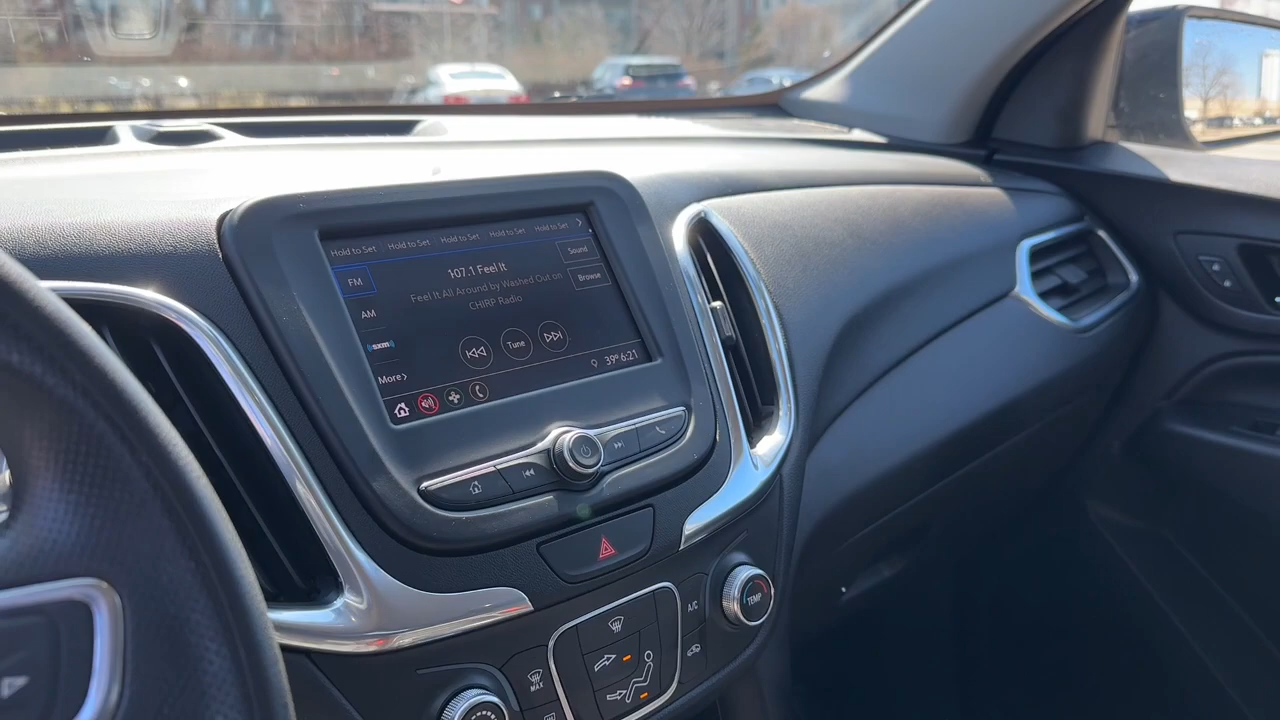 Hold to Set Hold to Set Hold to Set Hold to Set Hold to Set
FM
107.1 Feel It
Sound
Feel It All Around by Washed Out on
Browse
CHIRP Radio
AM
sxm
Tune
More
39° 6:21
A/C
TEMP
MAX